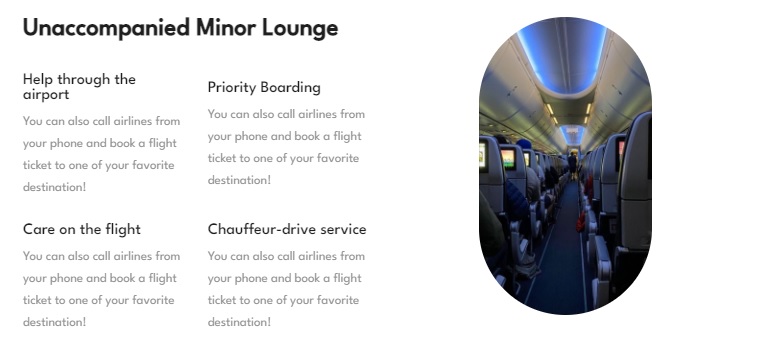 Unaccompanied Minor Lounge
Help through the
airport
You can also call airlines from
your phone and book a flight
ticket to one of your favorite
destination!
Priority Boarding
You can also call airlines from
your phone and book a flight
ticket to one of your favorite
destination!
Care on the flight
You can also call airlines from
your phone and book a flight
ticket to one of your favorite
destination!
Chauffeur-drive service
You can also call airlines from
your phone and book a flight
ticket to one of your favorite
destination!